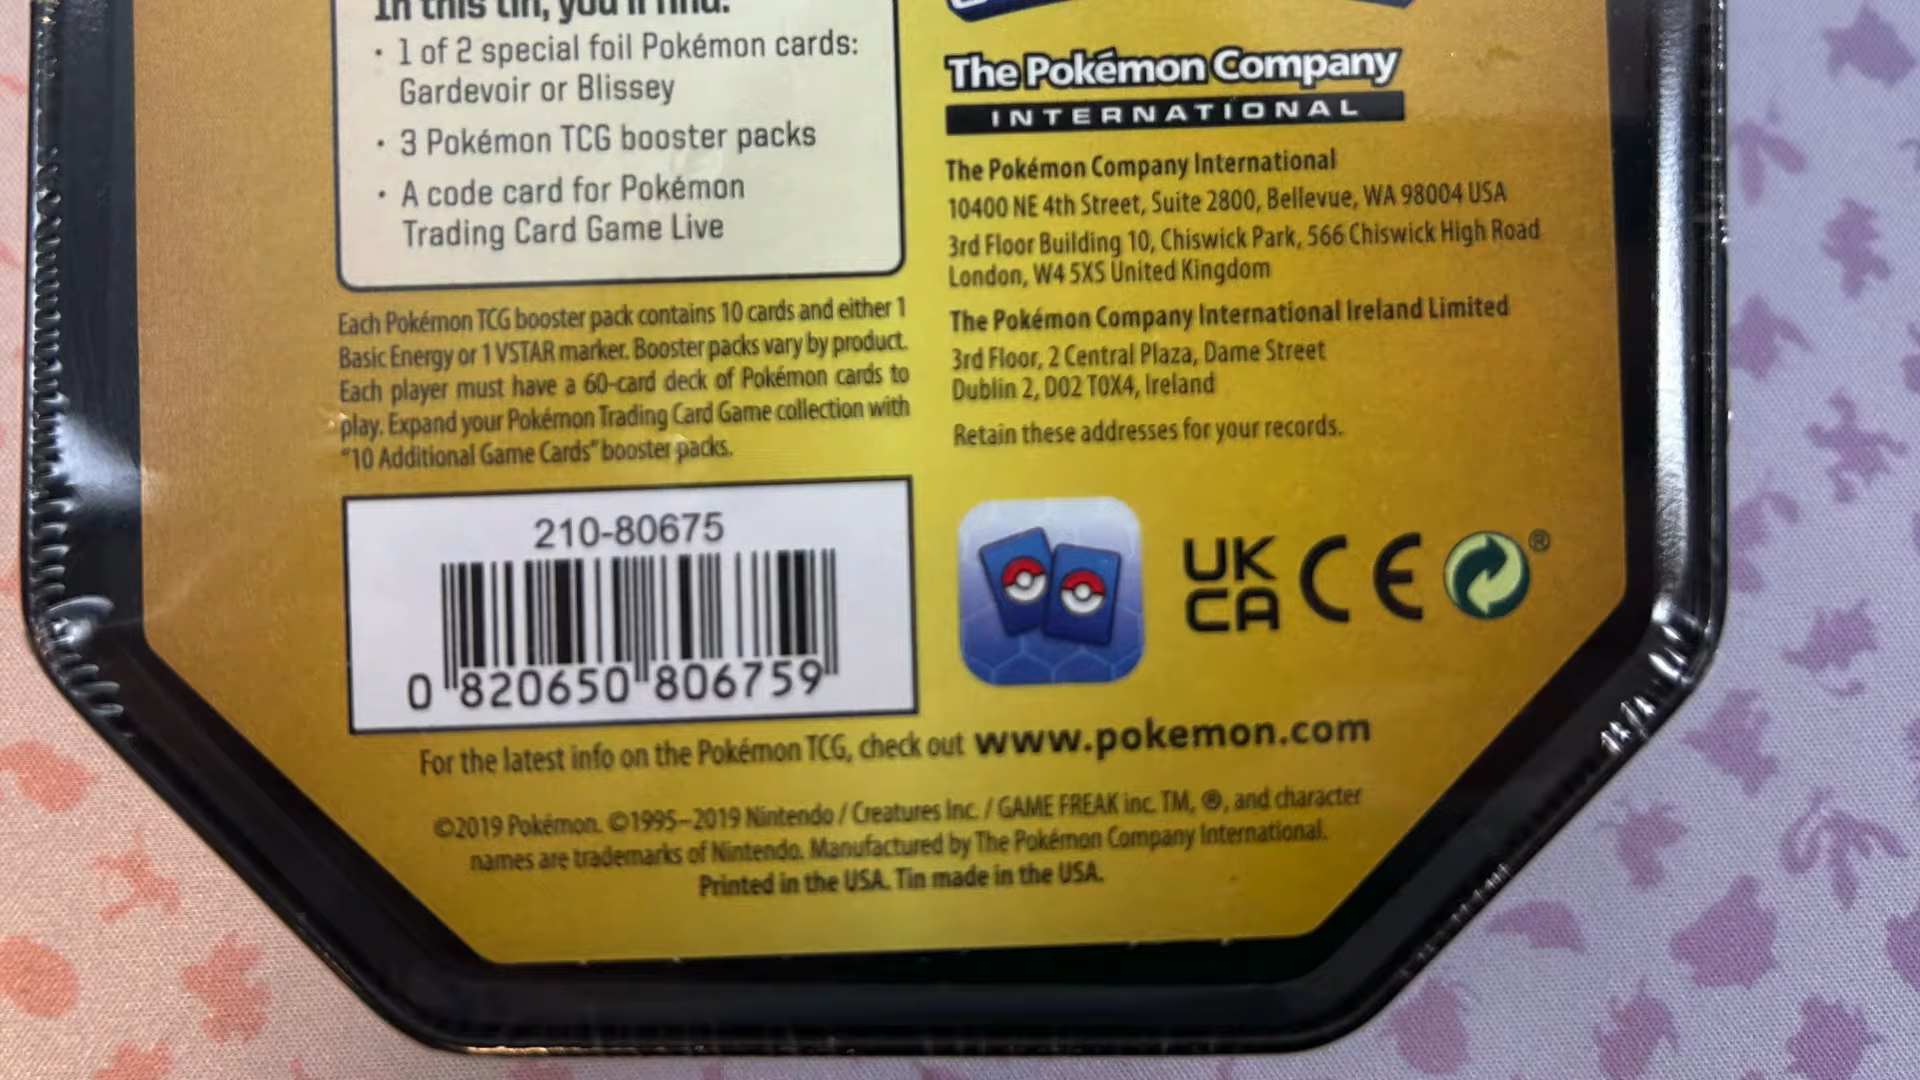 In this tin, you'll find:
• 1 of 2 special foil Pokémon cards:
Gardevoir or Blissey
• 3 Pokémon TCG booster packs
• A code card for Pokémon
Trading Card Game Live
Each Pokémon TCG booster pack contains 10 cards and either 1
Basic Energy or 1 VSTAR marker. Booster packs vary by product.
Each player must have a 60-card deck of Pokémon cards to
play. Expand your Pokémon Trading Card Game collection with
"10 Additional Game Cards" booster packs.
210-80675
0 820650 806759
The Pokémon Company
INTERNATIONAL
The Pokémon Company International
10400 NE 4th Street, Suite 2800, Bellevue, WA 98004 USA
3rd Floor Building 10, Chiswick Park, 566 Chiswick High Road
London, W4 5XS United Kingdom
The Pokémon Company International Ireland Limited
3rd Floor, 2 Central Plaza, Dame Street
Dublin 2, D02 T0X4, Ireland
Retain these addresses for your records.
UK
CA
CE
®
For the latest info on the Pokémon TCG, check out www.pokemon.com
©2019 Pokémon. ©1995–2019 Nintendo / Creatures Inc. / GAME FREAK inc. TM, ®, and character
names are trademarks of Nintendo. Manufactured by The Pokémon Company International.
Printed in the USA. Tin made in the USA.